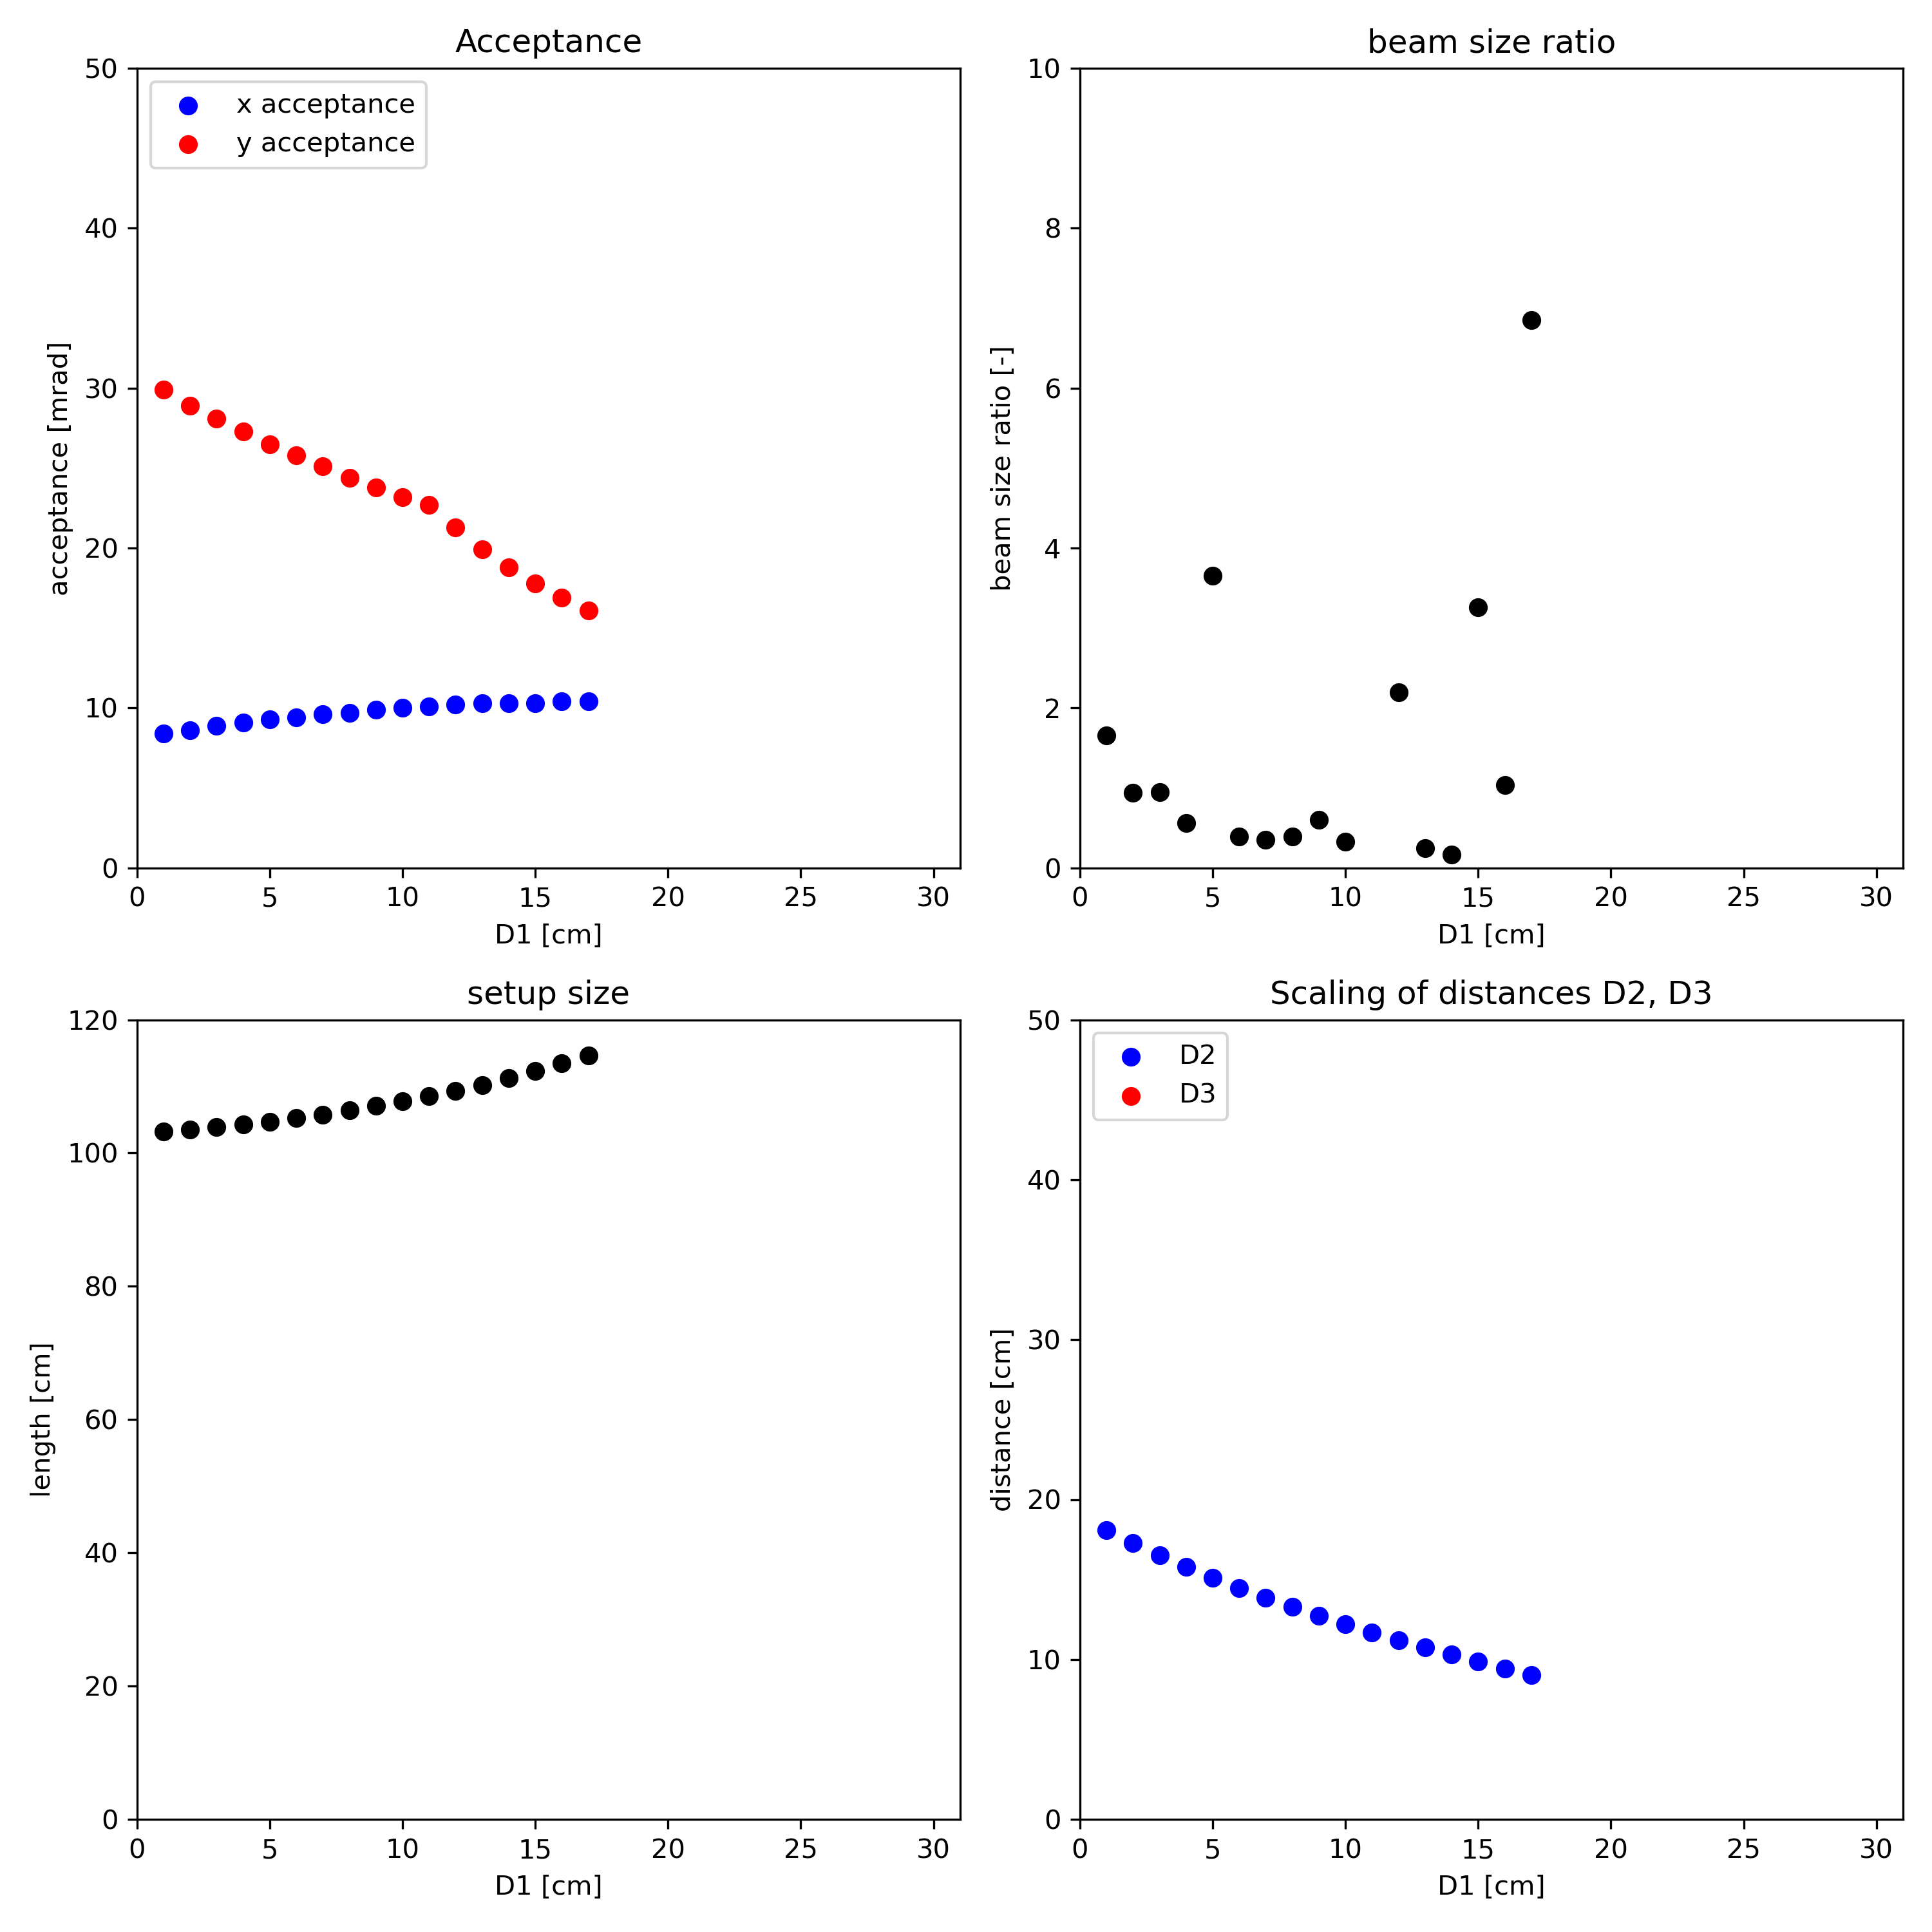 Acceptance
50
40
30
20
10
0
acceptance [mrad]
x acceptance
y acceptance
0 5 10 15 20 25 30
D1 [cm]
beam size ratio
10
8
6
4
2
0
beam size ratio [-]
0 5 10 15 20 25 30
D1 [cm]
setup size
120
100
80
60
40
20
0
length [cm]
0 5 10 15 20 25 30
D1 [cm]
Scaling of distances D2, D3
50
40
30
20
10
0
distance [cm]
D2
D3
0 5 10 15 20 25 30
D1 [cm]